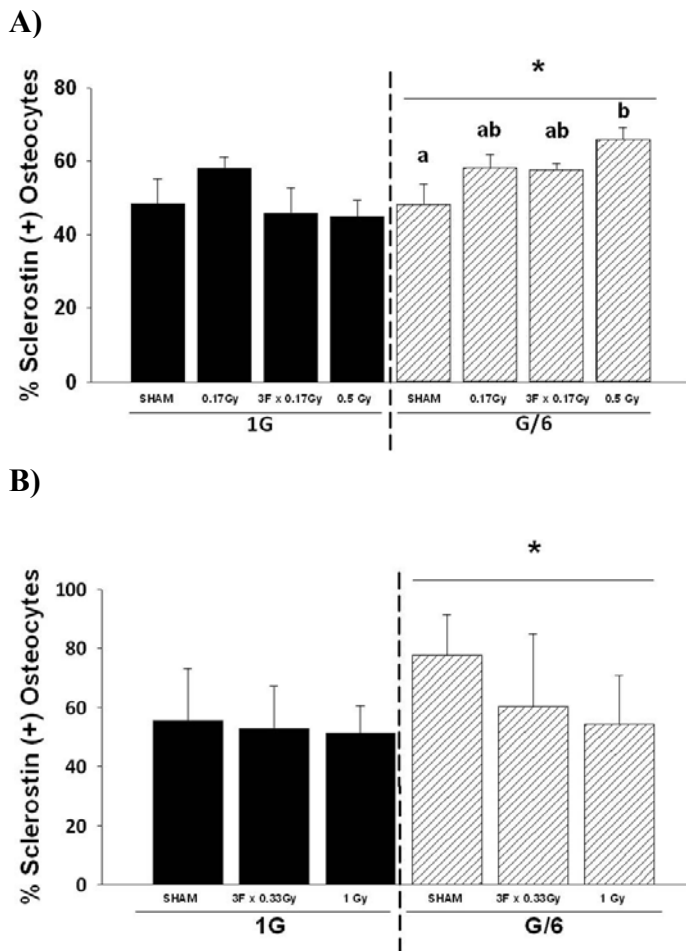 A)
% Sclerostin (+) Osteocytes
80
60
40
20
0
*
a
ab
ab
b
SHAM 0.17Gy 3F x 0.17Gy 0.5 Gy SHAM 0.17Gy 3F x 0.17Gy 0.5 Gy
1G G/6
B)
% Sclerostin (+) Osteocytes
100
80
60
40
20
0
*
SHAM 3F x 0.33Gy 1 Gy SHAM 3F x 0.33Gy 1 Gy
1G G/6